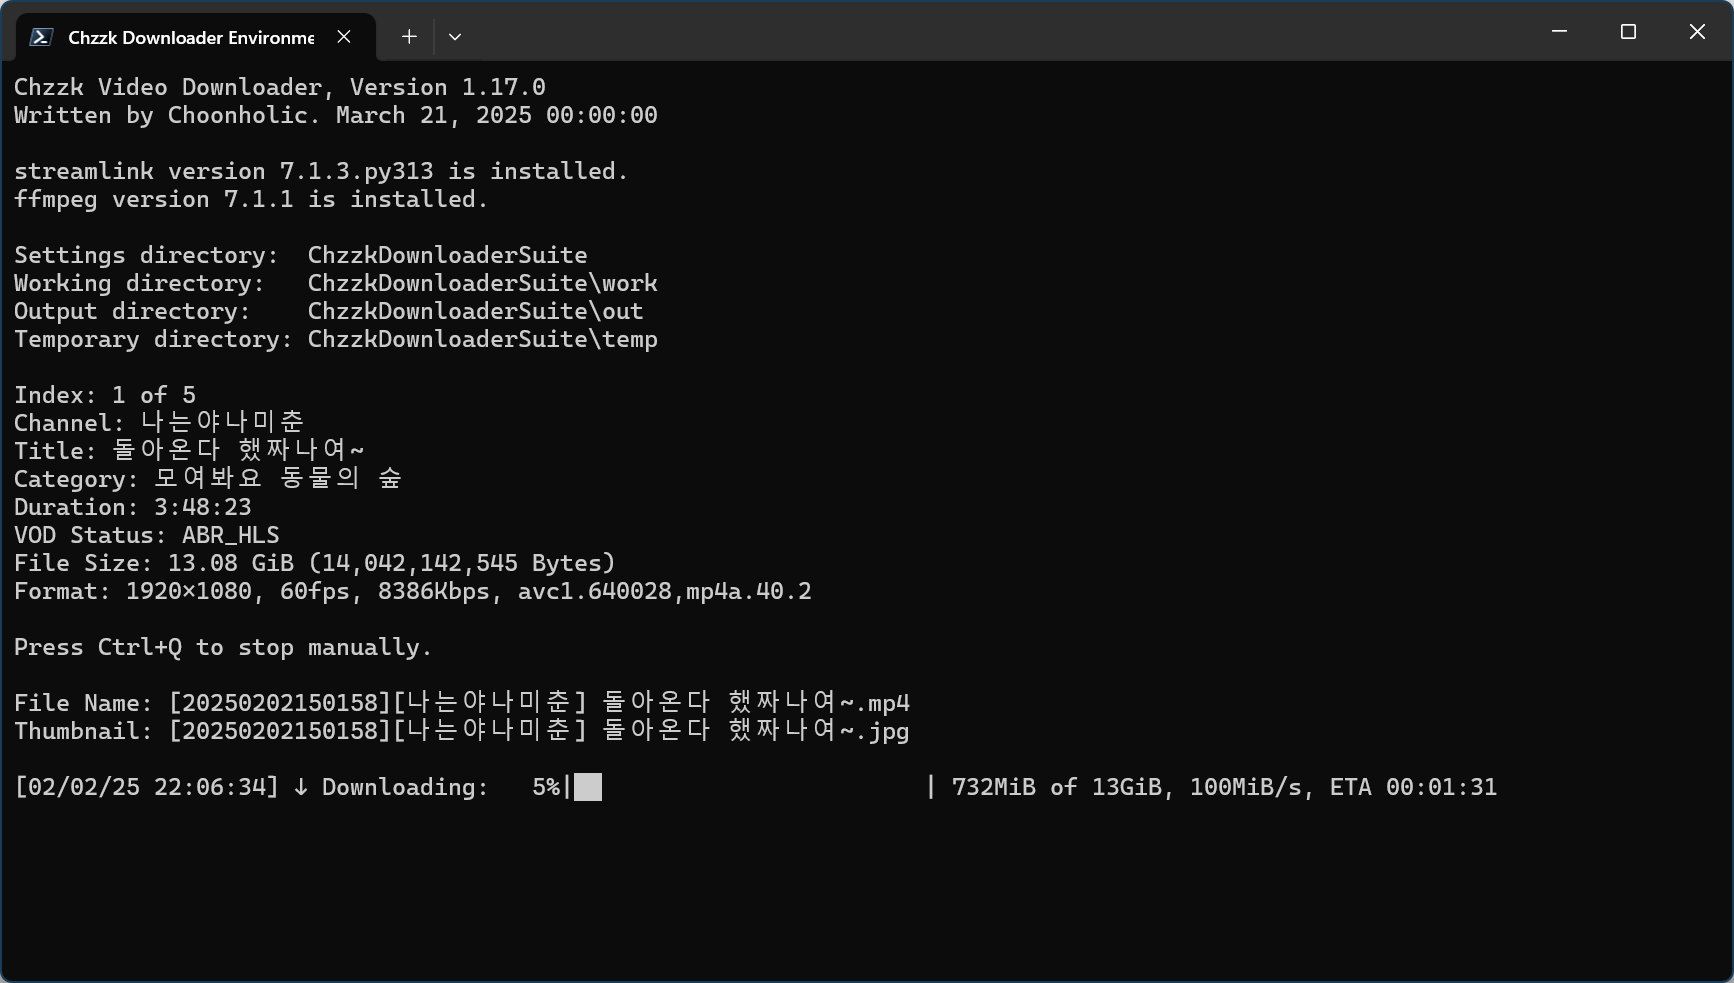 Chzzk Downloader Environme
Chzzk Video Downloader, Version 1.17.0
Written by Choonholic. March 21, 2025 00:00:00
streamlink version 7.1.3.py313 is installed.
ffmpeg version 7.1.1 is installed.
Settings directory:  ChzzkDownloaderSuite
Working directory:   ChzzkDownloaderSuite\work
Output directory:    ChzzkDownloaderSuite\out
Temporary directory: ChzzkDownloaderSuite\temp
Index: 1 of 5
Channel: 나는야나미춘
Title: 돌아온다 했짜나여~
Category: 모여봐요 동물의 숲
Duration: 3:48:23
VOD Status: ABR_HLS
File Size: 13.08 GiB (14,042,142,545 Bytes)
Format: 1920×1080, 60fps, 8386Kbps, avc1.640028,mp4a.40.2
Press Ctrl+Q to stop manually.
File Name: [20250202150158][나는야나미춘] 돌아온다 했짜나여~.mp4
Thumbnail: [20250202150158][나는야나미춘] 돌아온다 했짜나여~.jpg
[02/02/25 22:06:34] ↓ Downloading:   5%|█                       | 732MiB of 13GiB, 100MiB/s, ETA 00:01:31